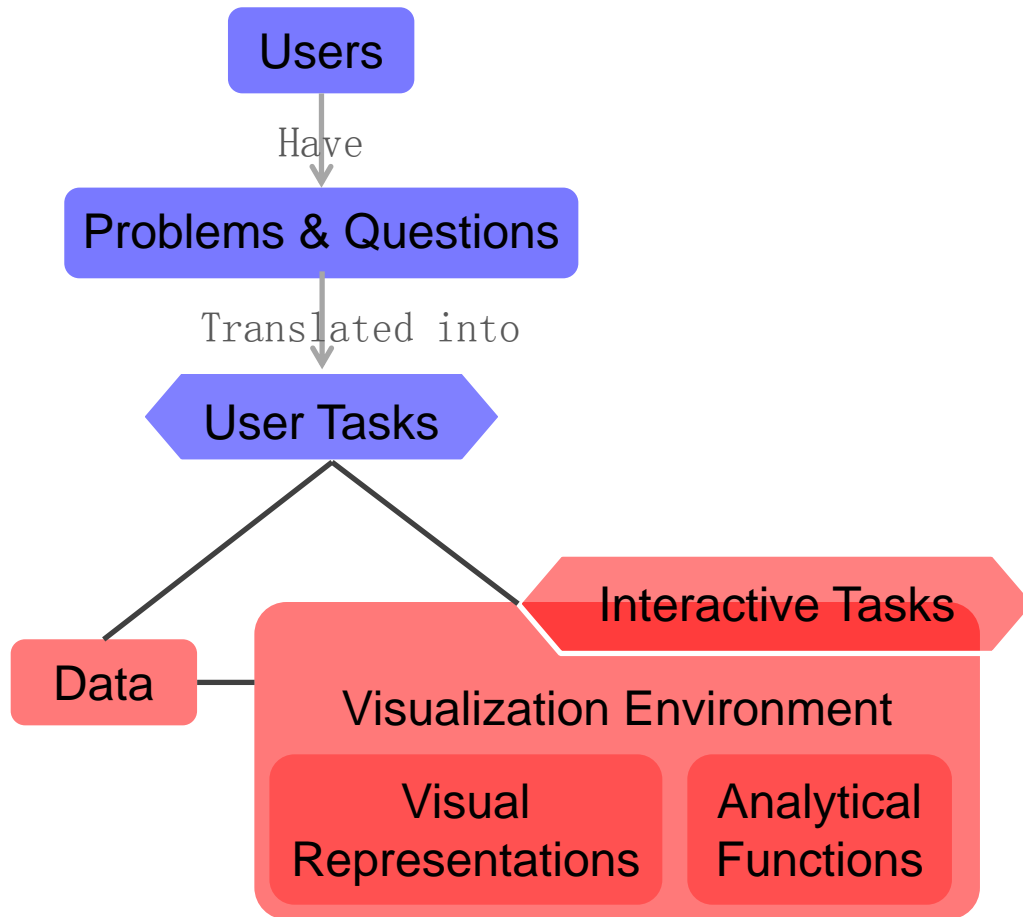 Users
Have
Problems & Questions
Translated into
User Tasks
Interactive Tasks
Data
Visualization Environment
Visual
Representations
Analytical
Functions